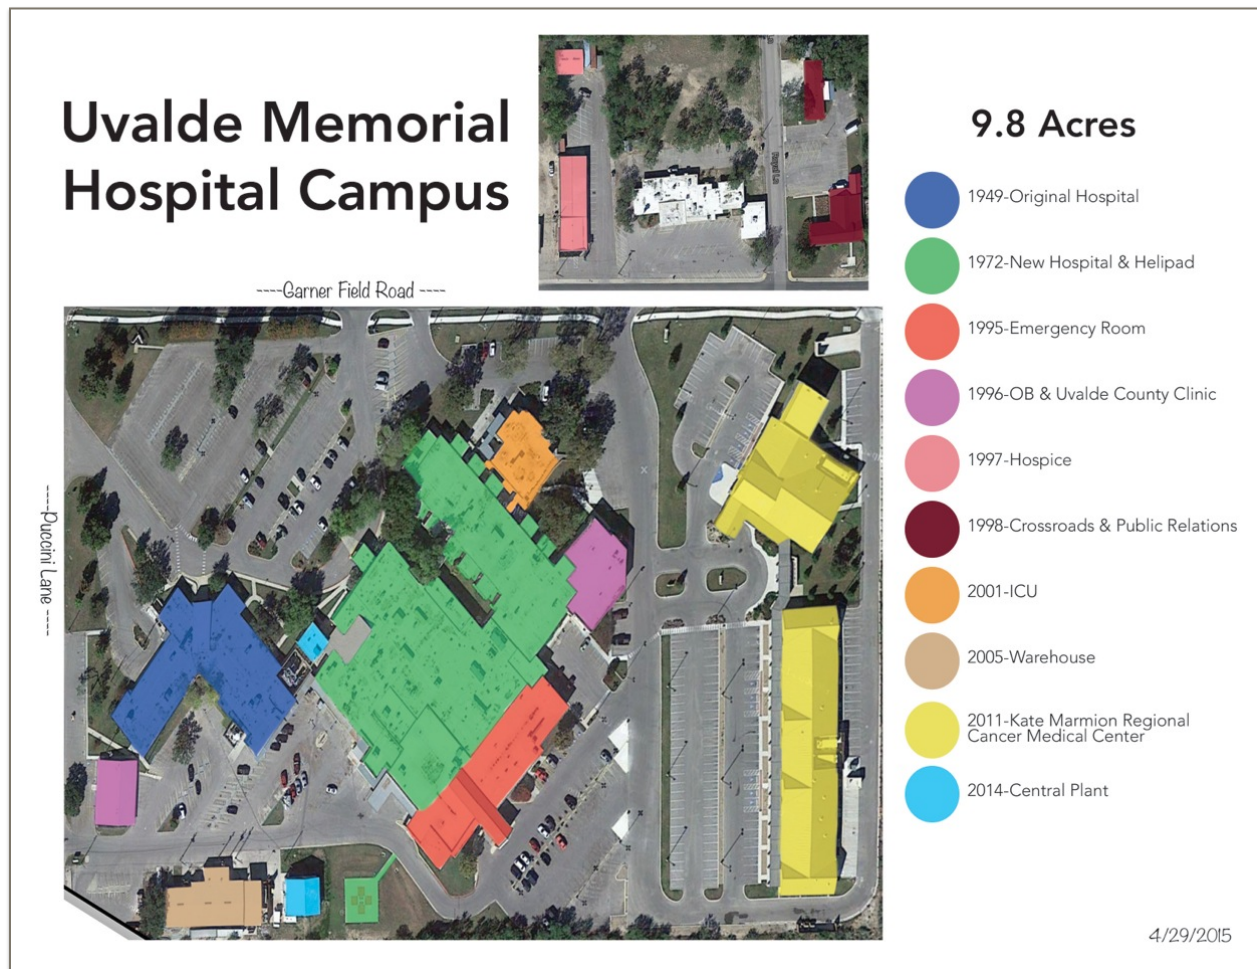 Uvalde Memorial
Hospital Campus
9.8 Acres
1949-Original Hospital
1972-New Hospital & Helipad
1995-Emergency Room
1996-OB & Uvalde County Clinic
1997-Hospice
1998-Crossroads & Public Relations
2001-ICU
2005-Warehouse
2011-Kate Marmion Regional
Cancer Medical Center
2014-Central Plant
----Garner Field Road ----
----Puccini Lane ----
4/29/2015